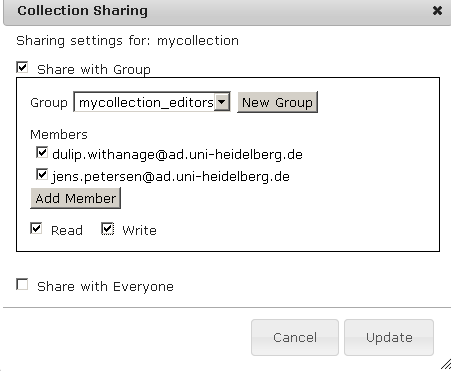 Collection Sharing
Sharing settings for: mycollection
Share with Group
Group mycollection_editors New Group
Members
dulip.withanage@ad.uni-heidelberg.de
jens.petersen@ad.uni-heidelberg.de
Add Member
Read Write
Share with Everyone
Cancel Update